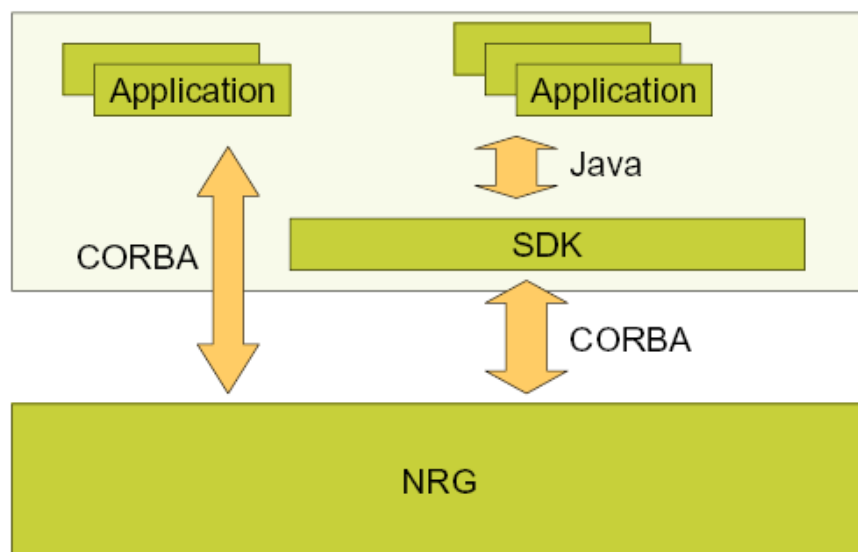 Application
Application
Java
CORBA
SDK
CORBA
NRG